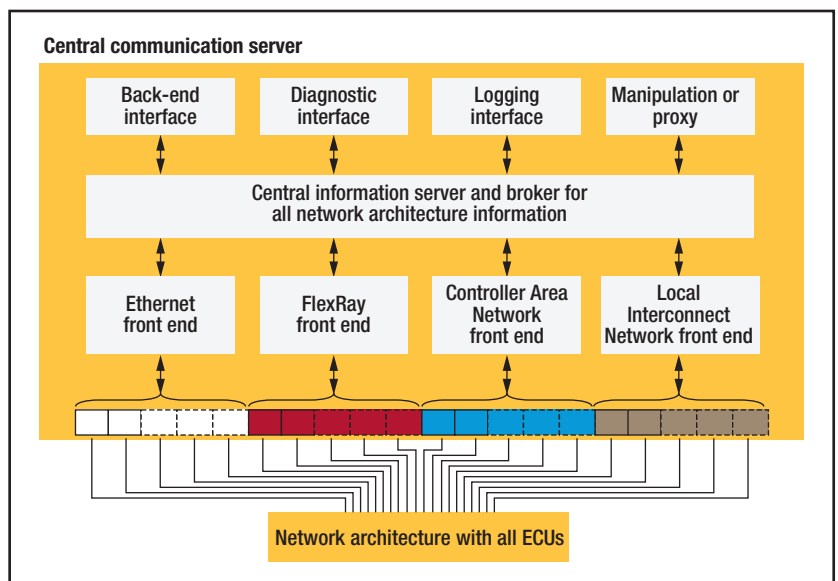 Central communication server
Back-end
interface
Diagnostic
interface
Logging
interface
Manipulation or
proxy
Central information server and broker for
all network architecture information
Ethernet
front end
FlexRay
front end
Controller Area
Network
front end
Local
Interconnect
Network front end
Network architecture with all ECUs